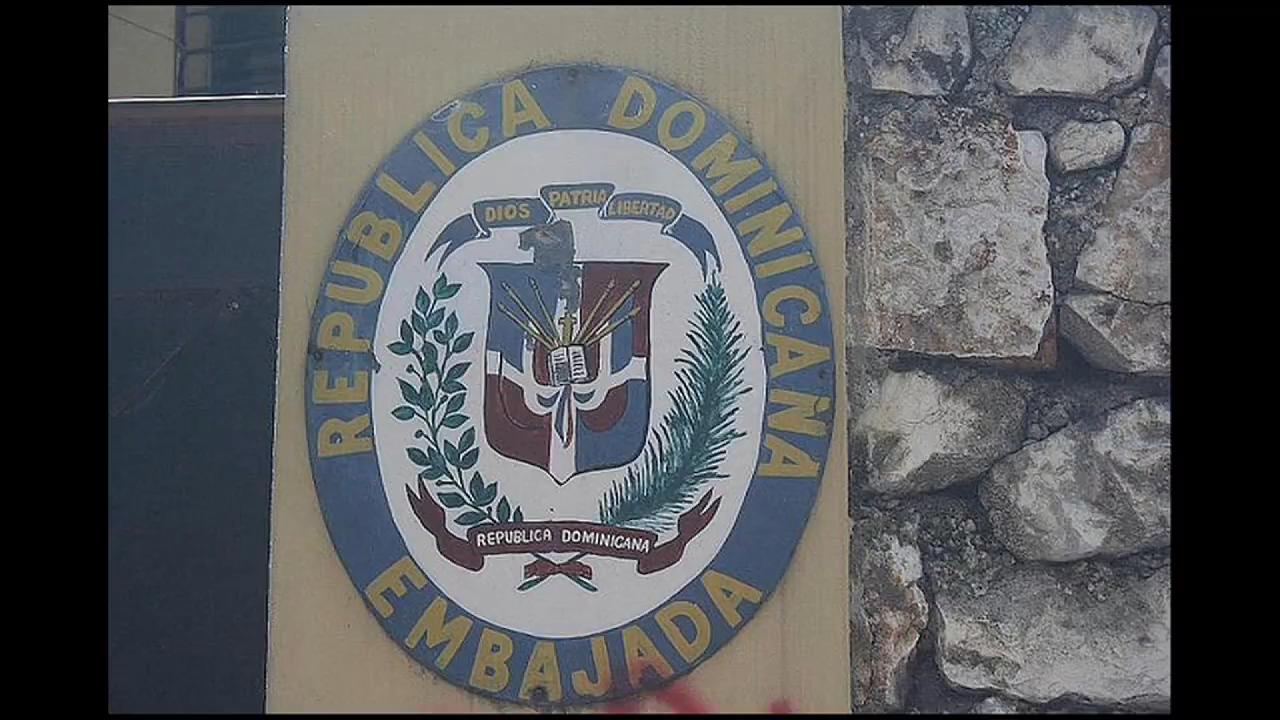 REPUBLICA DOMINICANA
DIOS PATRIA LIBERTAD
REPUBLICA DOMINICANA
EMBAJADA